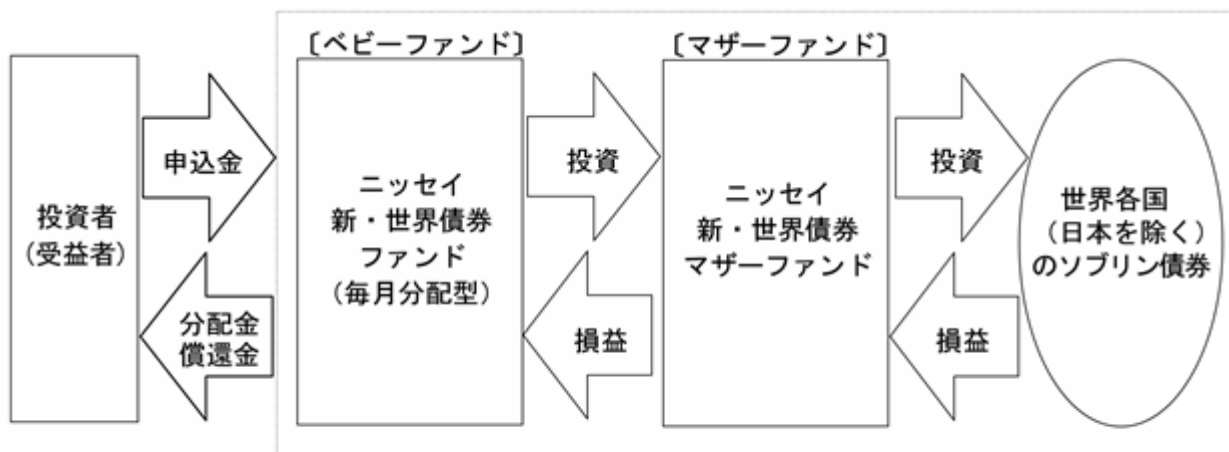 〔ベビーファンド〕
〔マザーファンド〕
投資者
(受益者)
申込金
分配金
償還金
ニッセイ
新・世界債券
ファンド
(毎月分配型)
投資
損益
ニッセイ
新・世界債券
マザーファンド
投資
損益
世界各国
(日本を除く)
のソブリン債券